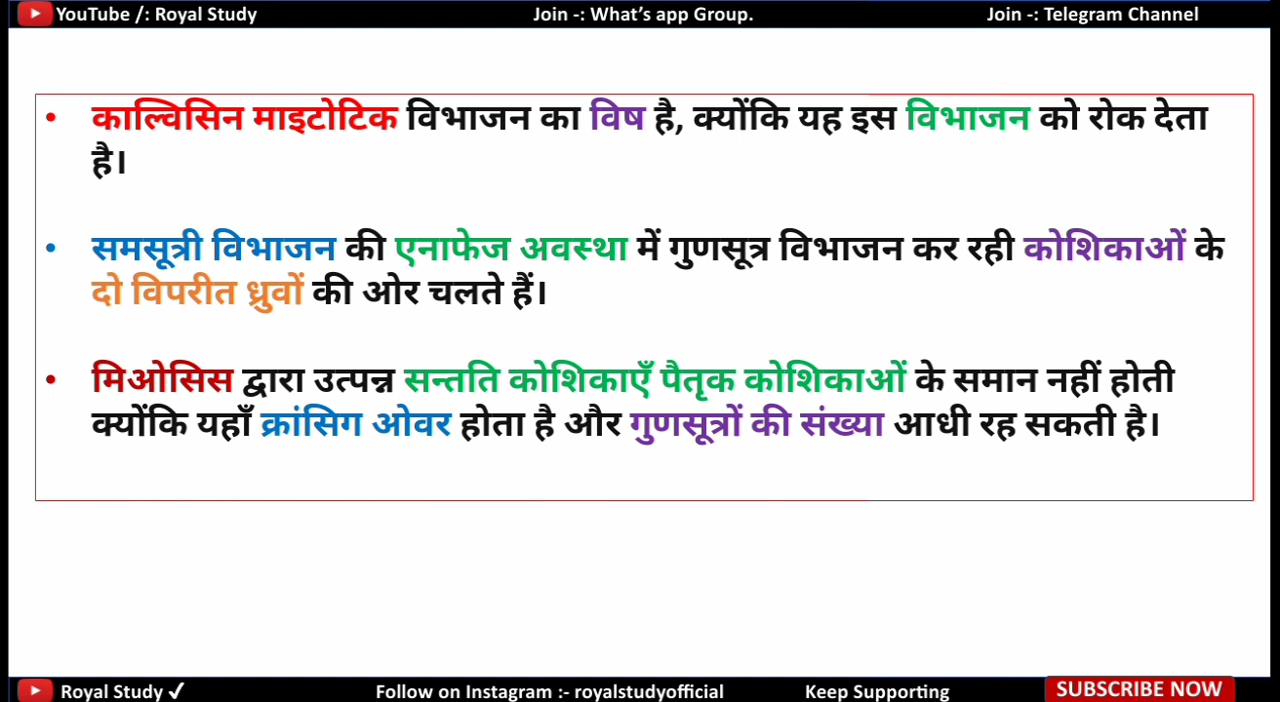 YouTube /: Royal Study Join -: What's app Group. Join -: Telegram Channel
• काल्विसिन माइटोटिक विभाजन का विष है, क्योंकि यह इस विभाजन को रोक देता
है।
• समसूत्री विभाजन की एनाफेज अवस्था में गुणसूत्र विभाजन कर रही कोशिकाओं के
दो विपरीत ध्रुवों की ओर चलते हैं।
• मिओसिस द्वारा उत्पन्न सन्तति कोशिकाएँ पैतृक कोशिकाओं के समान नहीं होती
क्योंकि यहाँ क्रांसिग ओवर होता है और गुणसूत्रों की संख्या आधी रह सकती है।
Royal Study ✓ Follow on Instagram :- royalstudyofficial Keep Supporting SUBSCRIBE NOW